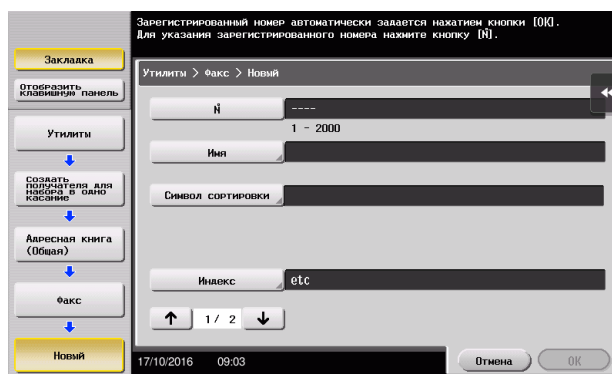 Зарегистрированный номер автоматически задается нажатием кнопки [OK].
Для указания зарегистрированного номера нажмите кнопку [№].
Закладка
Отобразить
клавишную панель
Утилиты > Факс > Новый
№
----
1 - 2000
Утилиты
Имя
Создать
получателя для
набора в одно
касание
Символ сортировки
Адресная книга
(Общая)
Индекс
etc
Факс
↑ 1/ 2 ↓
Новый
17/10/2016 09:03
Отмена
OK